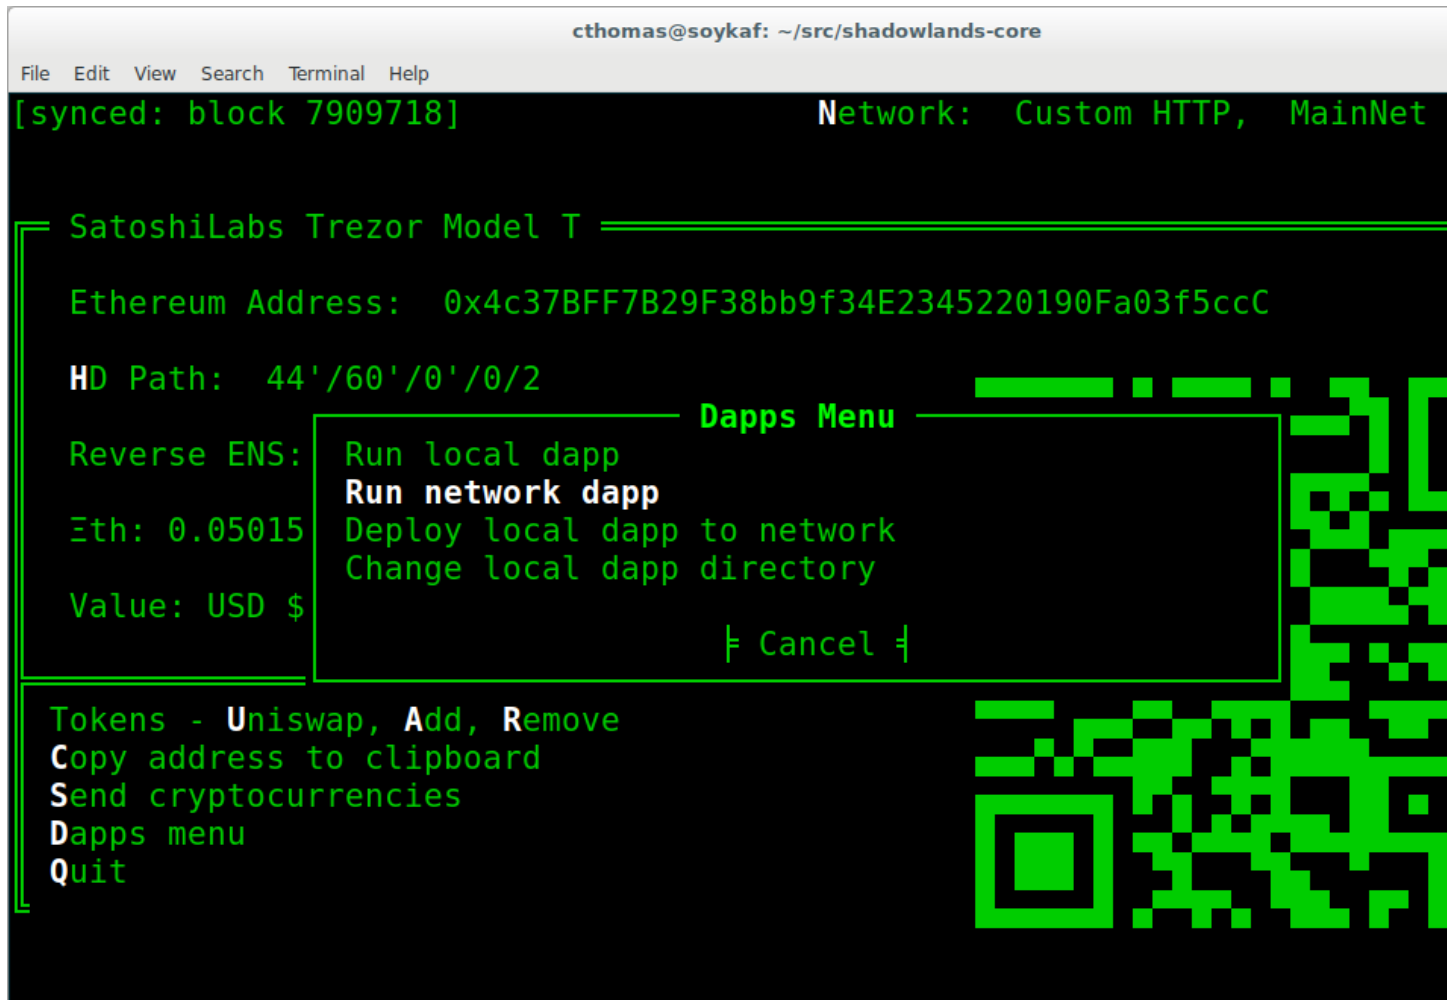 cthomas@soykaf: ~/src/shadowlands-core
File Edit View Search Terminal Help
[synced: block 7909718] Network: Custom HTTP, MainNet
SatoshiLabs Trezor Model T
Ethereum Address: 0x4c37BFF7B29F38bb9f34E2345220190Fa03f5ccC
HD Path: 44'/60'/0'/0/2
Dapps Menu
Reverse ENS:
Run local dapp
Run network dapp
Ξth: 0.05015
Deploy local dapp to network
Change local dapp directory
Value: USD $
Cancel
Tokens - Uniswap, Add, Remove
Copy address to clipboard
Send cryptocurrencies
Dapps menu
Quit